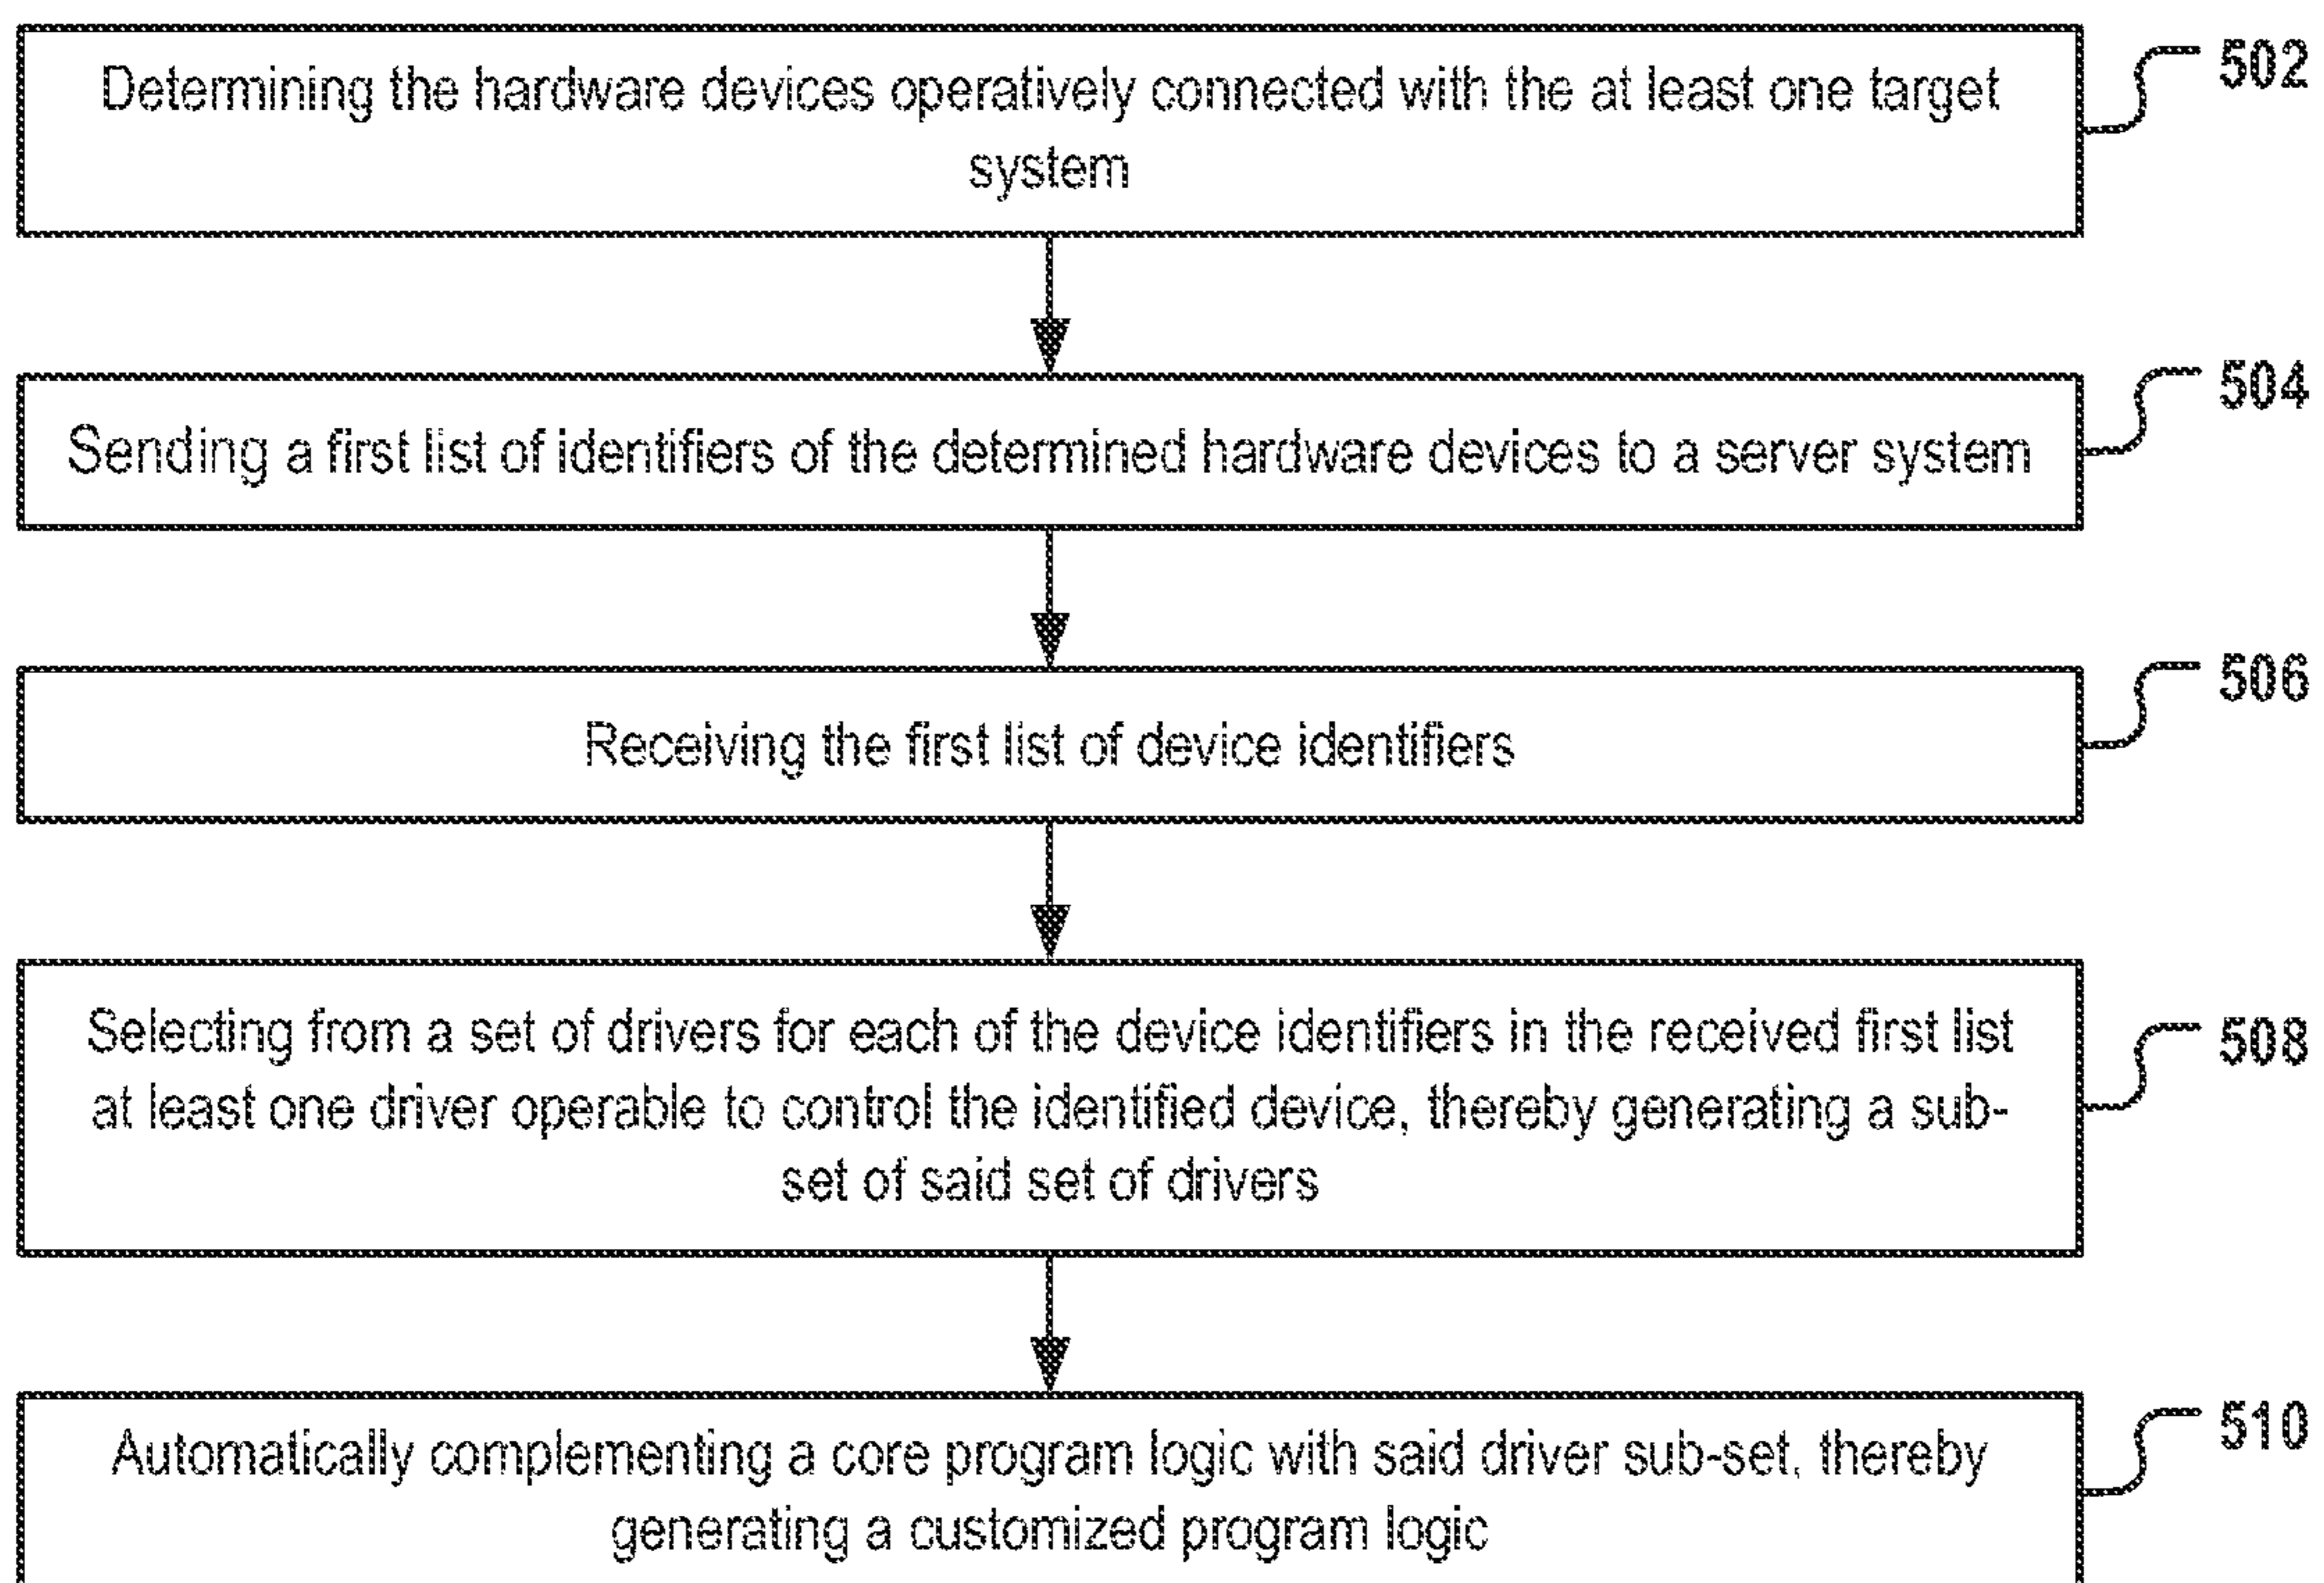 Determining the hardware devices operatively connected with the at least one target
system
502
Sending a first list of identifiers of the determined hardware devices to a server system
504
Receiving the first list of device identifiers
506
Selecting from a set of drivers for each of the device identifiers in the received first list
at least one driver operable to control the identified device, thereby generating a sub-
set of said set of drivers
508
Automatically complementing a core program logic with said driver sub-set, thereby
generating a customized program logic
510